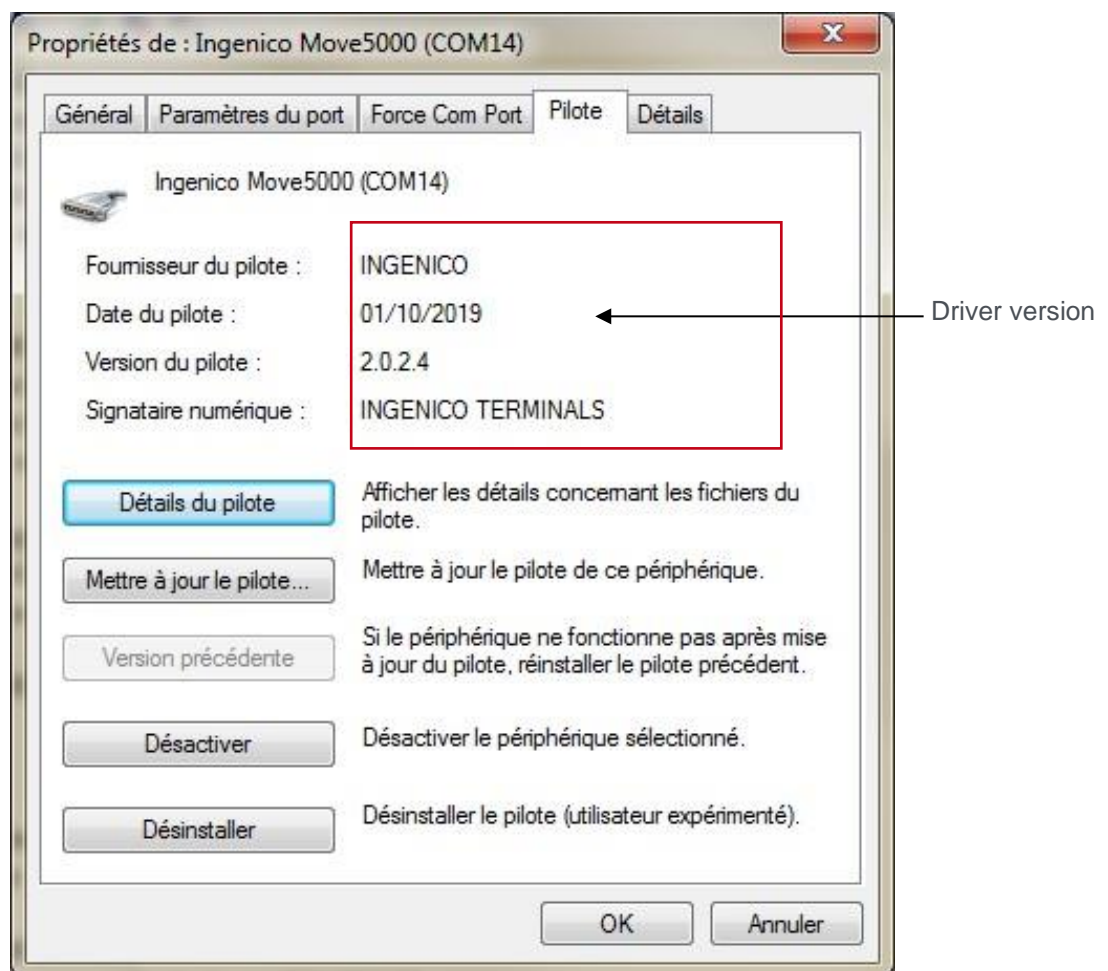 Propriétés de : Ingenico Move5000 (COM14)
Général Paramètres du port Force Com Port Pilote Détails
Ingenico Move5000 (COM14)
Fournisseur du pilote : INGENICO
Date du pilote : 01/10/2019
Driver version
Version du pilote : 2.0.2.4
Signataire numérique : INGENICO TERMINALS
Détails du pilote
Afficher les détails concernant les fichiers du
pilote.
Mettre à jour le pilote...
Mettre à jour le pilote de ce périphérique.
Version précédente
Si le périphérique ne fonctionne pas après mise
à jour du pilote, réinstaller le pilote précédent.
Désactiver
Désactiver le périphérique sélectionné.
Désinstaller
Désinstaller le pilote (utilisateur expérimenté).
OK Annuler